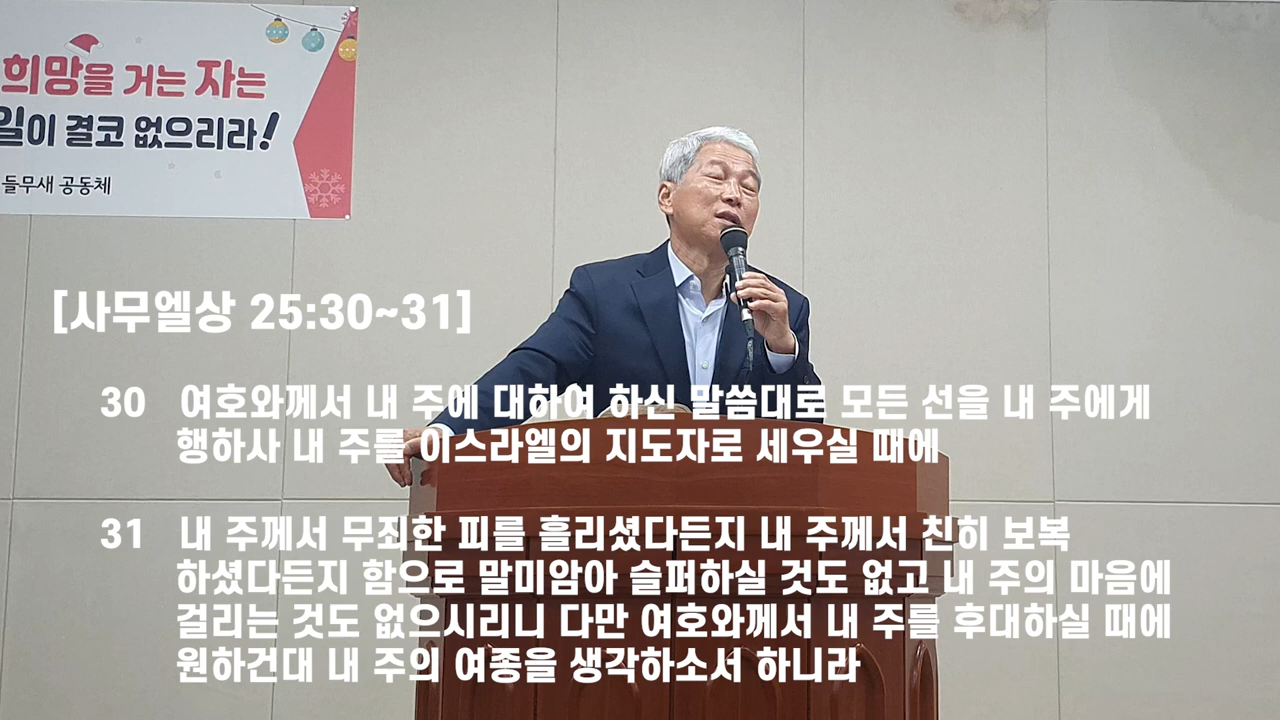 희망을 거는 자는
일이 결코 없으리라!
들무새 공동체
[사무엘상 25:30~31]
30 여호와께서 내 주에 대하여 하신 말씀대로 모든 선을 내 주에게
행하사 내 주를 이스라엘의 지도자로 세우실 때에
31 내 주께서 무죄한 피를 흘리셨다든지 내 주께서 친히 보복
하셨다든지 함으로 말미암아 슬퍼하실 것도 없고 내 주의 마음에
걸리는 것도 없으시리니 다만 여호와께서 내 주를 후대하실 때에
원하건대 내 주의 여종을 생각하소서 하니라